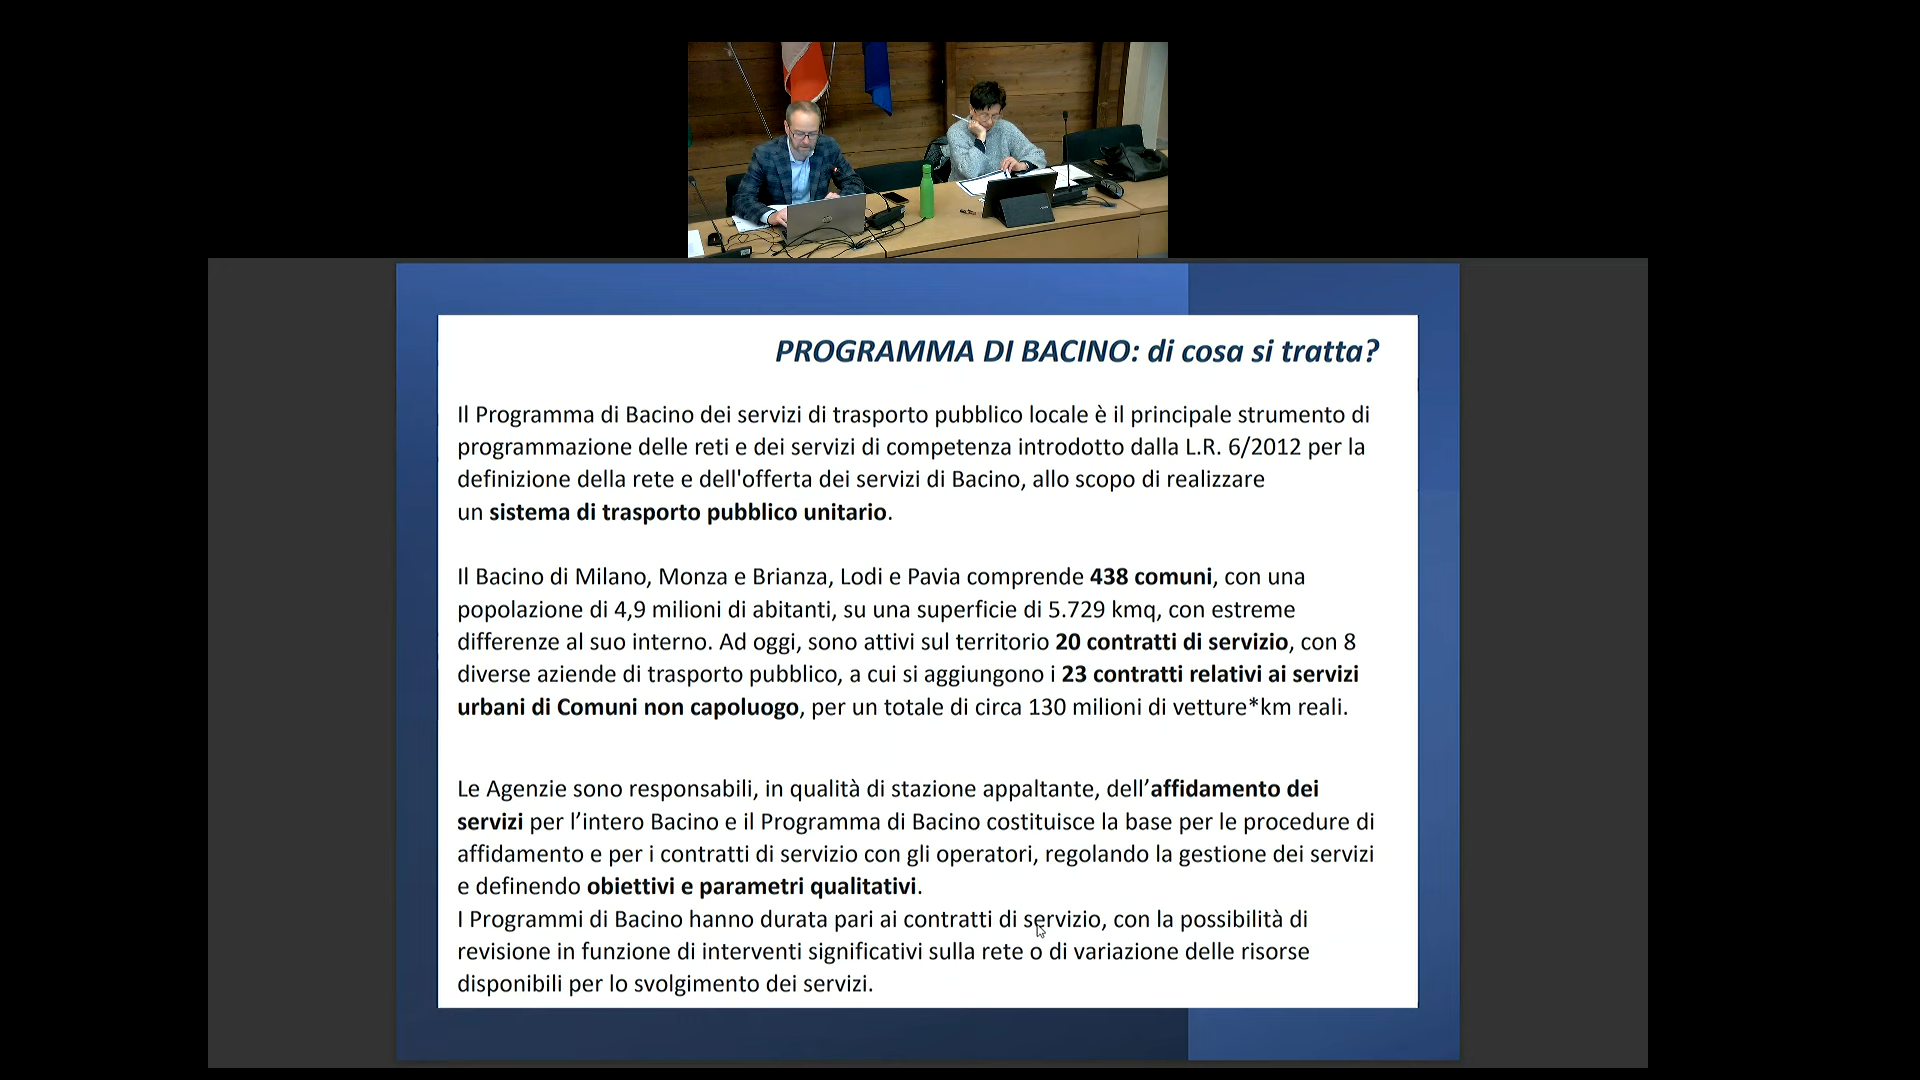 PROGRAMMA DI BACINO: di cosa si tratta?
Il Programma di Bacino dei servizi di trasporto pubblico locale è il principale strumento di
programmazione delle reti e dei servizi di competenza introdotto dalla L.R. 6/2012 per la
definizione della rete e dell'offerta dei servizi di Bacino, allo scopo di realizzare
un sistema di trasporto pubblico unitario.
Il Bacino di Milano, Monza e Brianza, Lodi e Pavia comprende 438 comuni, con una
popolazione di 4,9 milioni di abitanti, su una superficie di 5.729 kmq, con estreme
differenze al suo interno. Ad oggi, sono attivi sul territorio 20 contratti di servizio, con 8
diverse aziende di trasporto pubblico, a cui si aggiungono i 23 contratti relativi ai servizi
urbani di Comuni non capoluogo, per un totale di circa 130 milioni di vetture*km reali.
Le Agenzie sono responsabili, in qualità di stazione appaltante, dell’affidamento dei
servizi per l’intero Bacino e il Programma di Bacino costituisce la base per le procedure di
affidamento e per i contratti di servizio con gli operatori, regolando la gestione dei servizi
e definendo obiettivi e parametri qualitativi.
I Programmi di Bacino hanno durata pari ai contratti di servizio, con la possibilità di
revisione in funzione di interventi significativi sulla rete o di variazione delle risorse
disponibili per lo svolgimento dei servizi.